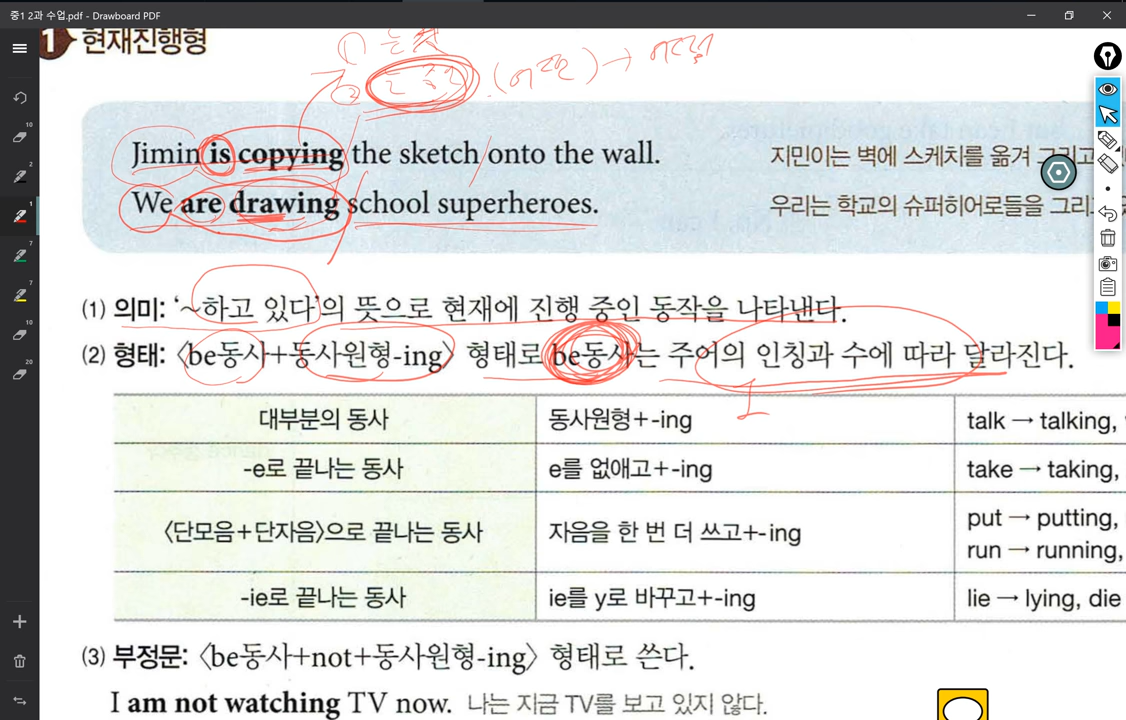 중1 2과 수업.pdf - Drawboard PDF
1 현재진행형
① 는
②
Jimin is copying the sketch onto the wall. 지민이는 벽에 스케치를 옮겨 그리고
We are drawing school superheroes. 우리는 학교의 슈퍼히어로들을 그리고
(1) 의미: ‘~하고 있다’의 뜻으로 현재에 진행 중인 동작을 나타낸다.
(2) 형태: 〈be동사+동사원형-ing〉 형태로 be동사는 주어의 인칭과 수에 따라 달라진다.
I
대부분의 동사 동사원형+-ing talk → talking,
-e로 끝나는 동사 e를 없애고+-ing take → taking,
〈단모음+단자음〉으로 끝나는 동사 자음을 한 번 더 쓰고+-ing put → putting,
run → running,
-ie로 끝나는 동사 ie를 y로 바꾸고+-ing lie → lying, die
(3) 부정문: 〈be동사+not+동사원형-ing〉 형태로 쓴다.
I am not watching TV now. 나는 지금 TV를 보고 있지 않다.
10
2
1
7
7
10
20